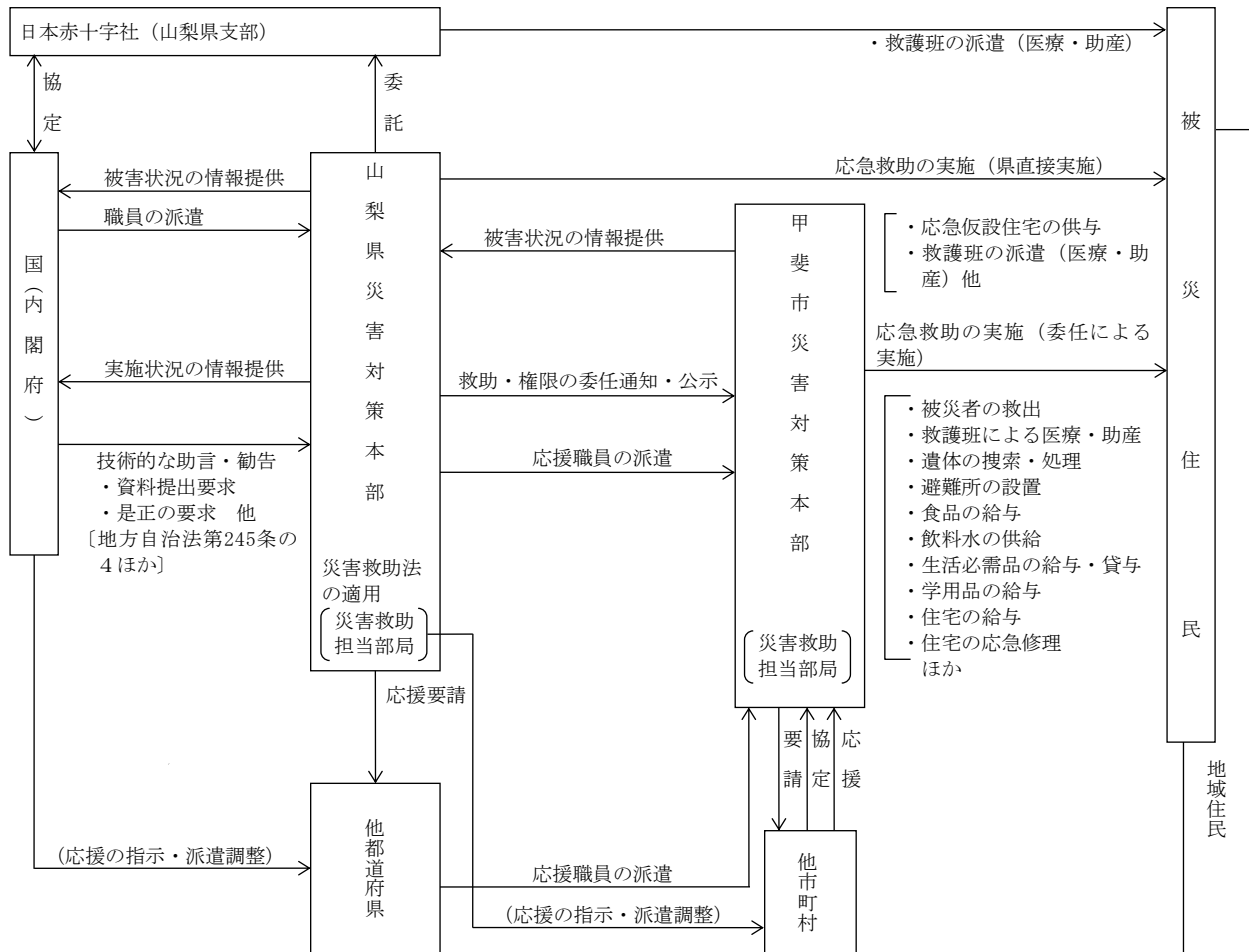 日本赤十字社（山梨県支部）
・救護班の派遣（医療・助産）
協定
委託
被災住民
国（内閣府）
山梨県災害対策本部
被害状況の情報提供
職員の派遣
応急救助の実施（県直接実施）
甲斐市災害対策本部
被害状況の情報提供
・応急仮設住宅の供与
・救護班の派遣（医療・助
産）他
応急救助の実施（委任による
実施）
実施状況の情報提供
救助・権限の委任通知・公示
・被災者の救出
・救護班による医療・助産
・遺体の捜索・処理
・避難所の設置
・食品の給与
・飲料水の供給
・生活必需品の給与・貸与
・学用品の給与
・住宅の給与
・住宅の応急修理
ほか
技術的な助言・勧告
・資料提出要求
・是正の要求　他
〔地方自治法第245条の
４ほか〕
応援職員の派遣
災害救助法
の適用
災害救助
担当部局
災害救助
担当部局
応援要請
要請
協定
応援
地域住民
他都道府県
他市町村
(応援の指示・派遣調整)
応援職員の派遣
(応援の指示・派遣調整)